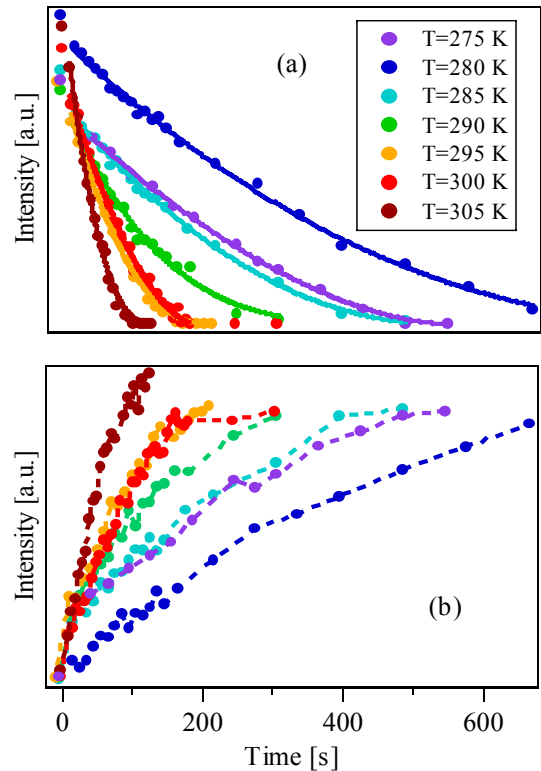 (a)
T=275 K
T=280 K
T=285 K
T=290 K
T=295 K
T=300 K
T=305 K
Intensity [a.u.]
(b)
Intensity [a.u.]
0 200 400 600
Time [s]